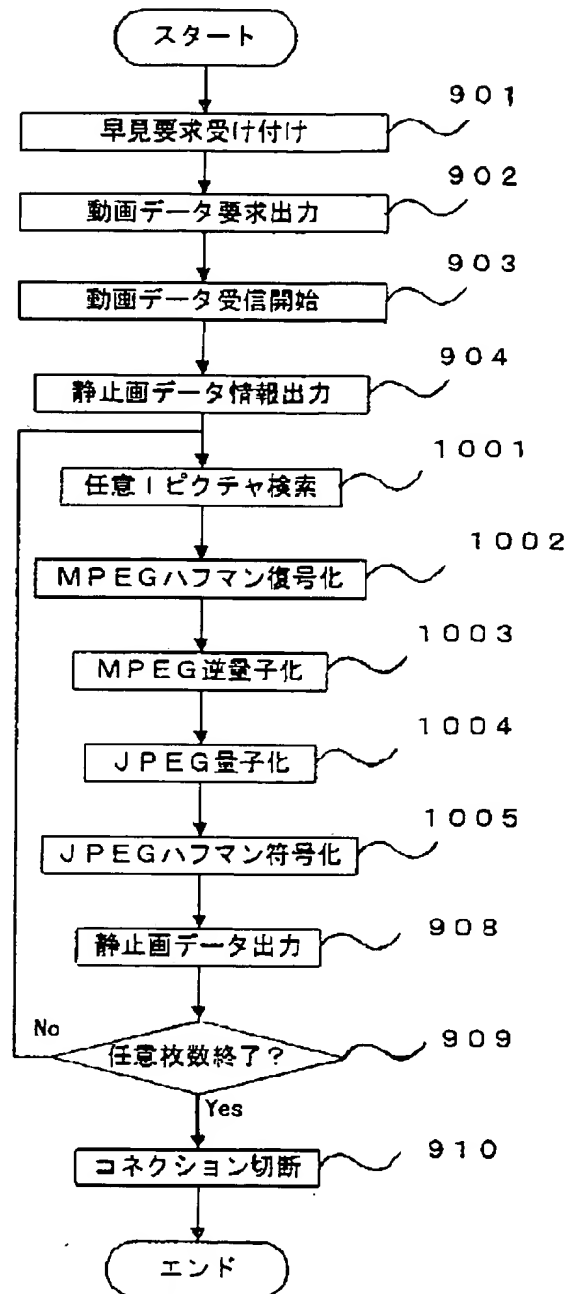 スタート
９０１
早見要求受け付け
９０２
動画データ要求出力
９０３
動画データ受信開始
９０４
静止画データ情報出力
１００１
任意Ｉピクチャ検索
１００２
ＭＰＥＧハフマン復号化
１００３
ＭＰＥＧ逆量子化
１００４
ＪＰＥＧ量子化
１００５
ＪＰＥＧハフマン符号化
９０８
静止画データ出力
No
９０９
任意枚数終了？
Yes
９１０
コネクション切断
エンド